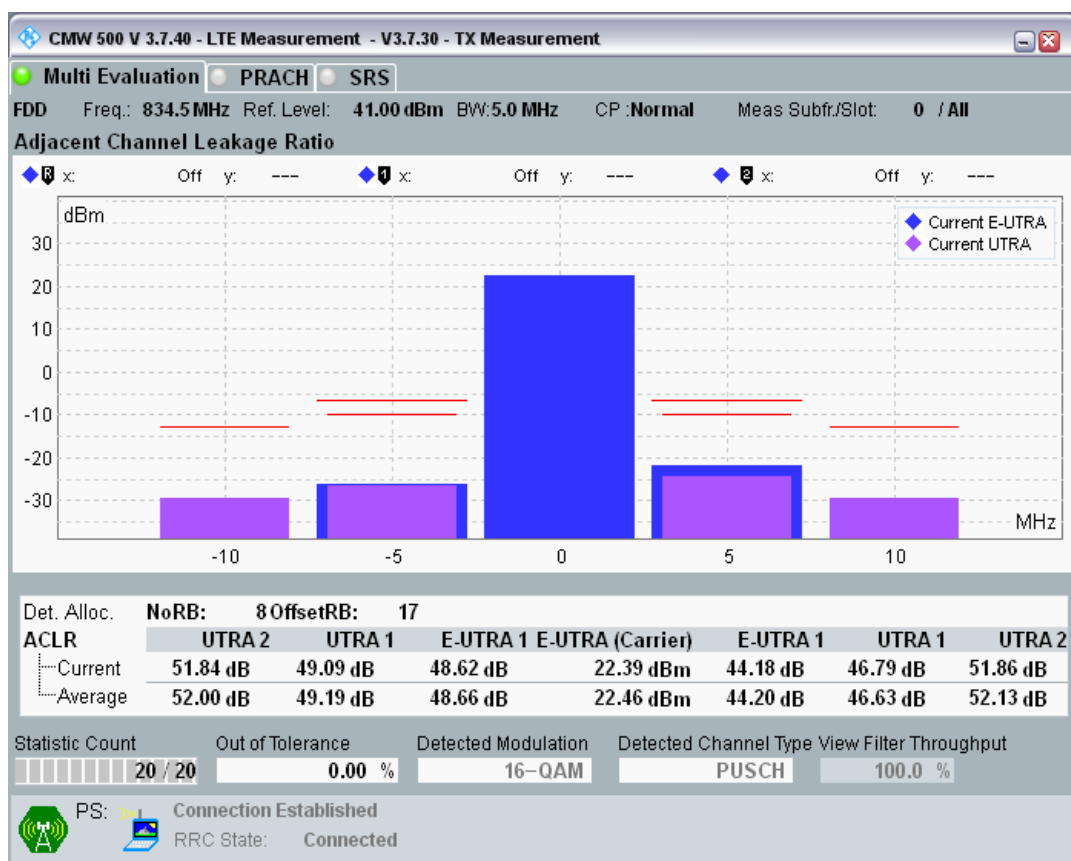 CMW 500 V 3.7.40 - LTE Measurement - V3.7.30 - TX Measurement
Multi Evaluation PRACH SRS
FDD Freq.: 834.5 MHz Ref. Level: 41.00 dBm BW:5.0 MHz CP :Normal Meas Subfr./Slot: 0 / All
Adjacent Channel Leakage Ratio
R x: Off y: --- 1 x: Off y: --- 2 x: Off y: ---
dBm
Current E-UTRA
Current UTRA
30
20
10
0
-10
-20
-30
MHz
-10 -5 0 5 10
Det. Alloc. NoRB: 8 OffsetRB: 17
ACLR UTRA 2 UTRA 1 E-UTRA 1 E-UTRA (Carrier) E-UTRA 1 UTRA 1 UTRA 2
Current 51.84 dB 49.09 dB 48.62 dB 22.39 dBm 44.18 dB 46.79 dB 51.86 dB
Average 52.00 dB 49.19 dB 48.66 dB 22.46 dBm 44.20 dB 46.63 dB 52.13 dB
Statistic Count Out of Tolerance Detected Modulation Detected Channel Type View Filter Throughput
20 / 20 0.00 % 16-QAM PUSCH 100.0 %
PS: Connection Established
RRC State: Connected